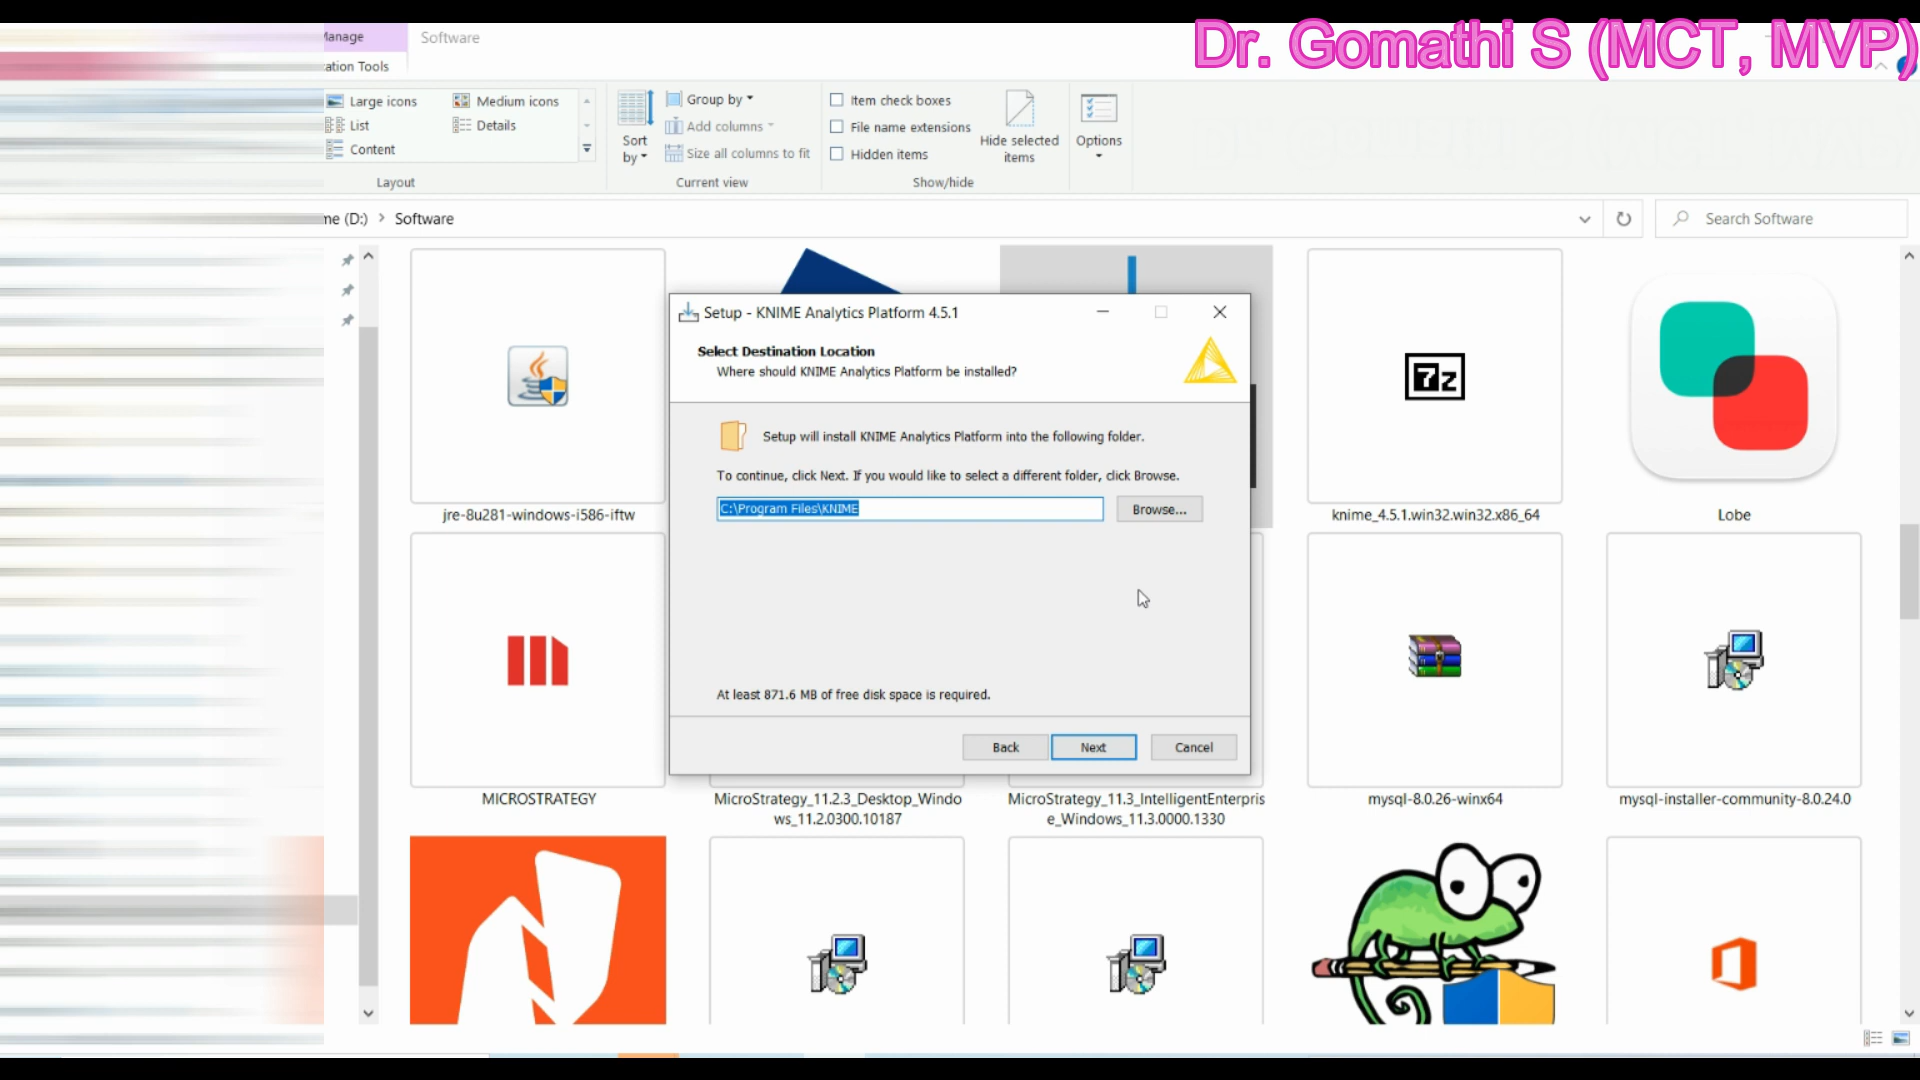 Dr. Gomathi S (MCT, MVP)
Manage
Software
ation Tools
Large icons
Medium icons
List
Details
Content
Layout
Sort by
Group by
Add columns
Size all columns to fit
Current view
Item check boxes
File name extensions
Hidden items
Hide selected items
Show/hide
Options
me (D:) > Software
Search Software
Setup - KNIME Analytics Platform 4.5.1
Select Destination Location
Where should KNIME Analytics Platform be installed?
Setup will install KNIME Analytics Platform into the following folder.
To continue, click Next. If you would like to select a different folder, click Browse.
C:\Program Files\KNIME
Browse...
At least 871.6 MB of free disk space is required.
Back
Next
Cancel
7z
jre-8u281-windows-i586-iftw
knime_4.5.1.win32.win32.x86_64
Lobe
MICROSTRATEGY
MicroStrategy_11.2.3_Desktop_Windo
ws_11.2.0300.10187
MicroStrategy_11.3_IntelligentEnterpris
e_Windows_11.3.0000.1330
mysql-8.0.26-winx64
mysql-installer-community-8.0.24.0